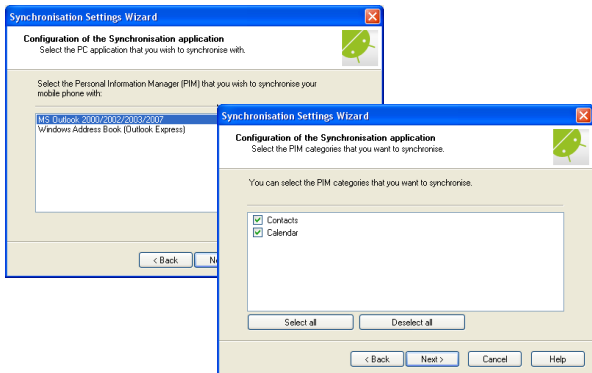 Synchronisation Settings Wizard
Configuration of the Synchronisation application
Select the PC application that you wish to synchronise with.
Select the Personal Information Manager (PIM) that you wish to synchronise your
mobile phone with:
MS Outlook 2000/2002/2003/2007
Windows Address Book (Outlook Express)
< Back
Synchronisation Settings Wizard
Configuration of the Synchronisation application
Select the PIM categories that you want to synchronise.
You can select the PIM categories that you want to synchronise.
Contacts
Calendar
Select all Deselect all
< Back Next > Cancel Help